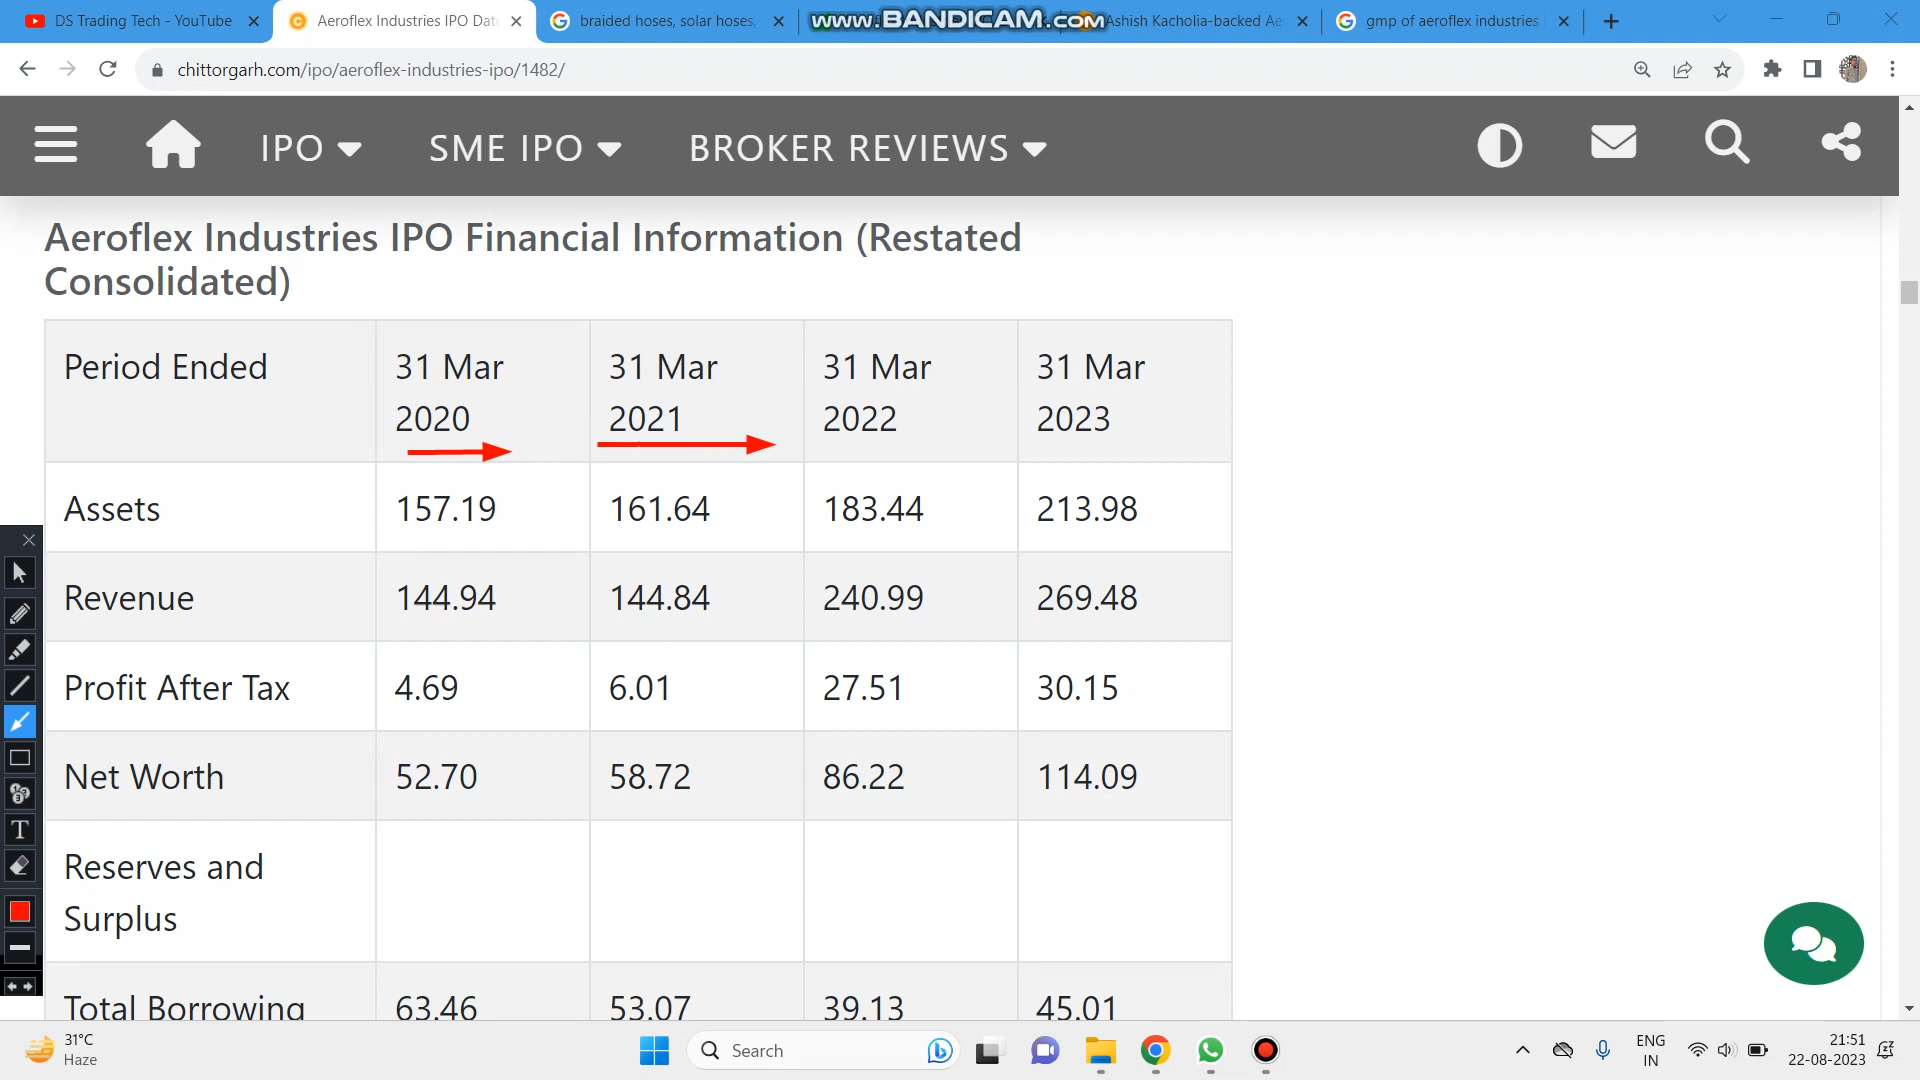 DS Trading Tech - YouTube
Aeroflex Industries IPO Dat
braided hoses, solar hoses,
www.BANDICAM.com
Ashish Kacholia-backed Ae
gmp of aeroflex industries
chittorgarh.com/ipo/aeroflex-industries-ipo/1482/
IPO
SME IPO
BROKER REVIEWS
Aeroflex Industries IPO Financial Information (Restated
Consolidated)
Period Ended 31 Mar 2020 31 Mar 2021 31 Mar 2022 31 Mar 2023
Assets 157.19 161.64 183.44 213.98
Revenue 144.94 144.84 240.99 269.48
Profit After Tax 4.69 6.01 27.51 30.15
Net Worth 52.70 58.72 86.22 114.09
Reserves and
Surplus
Total Borrowing 63.46 53.07 39.13 45.01
T
31°C
Haze
Search
ENG
IN
21:51
22-08-2023